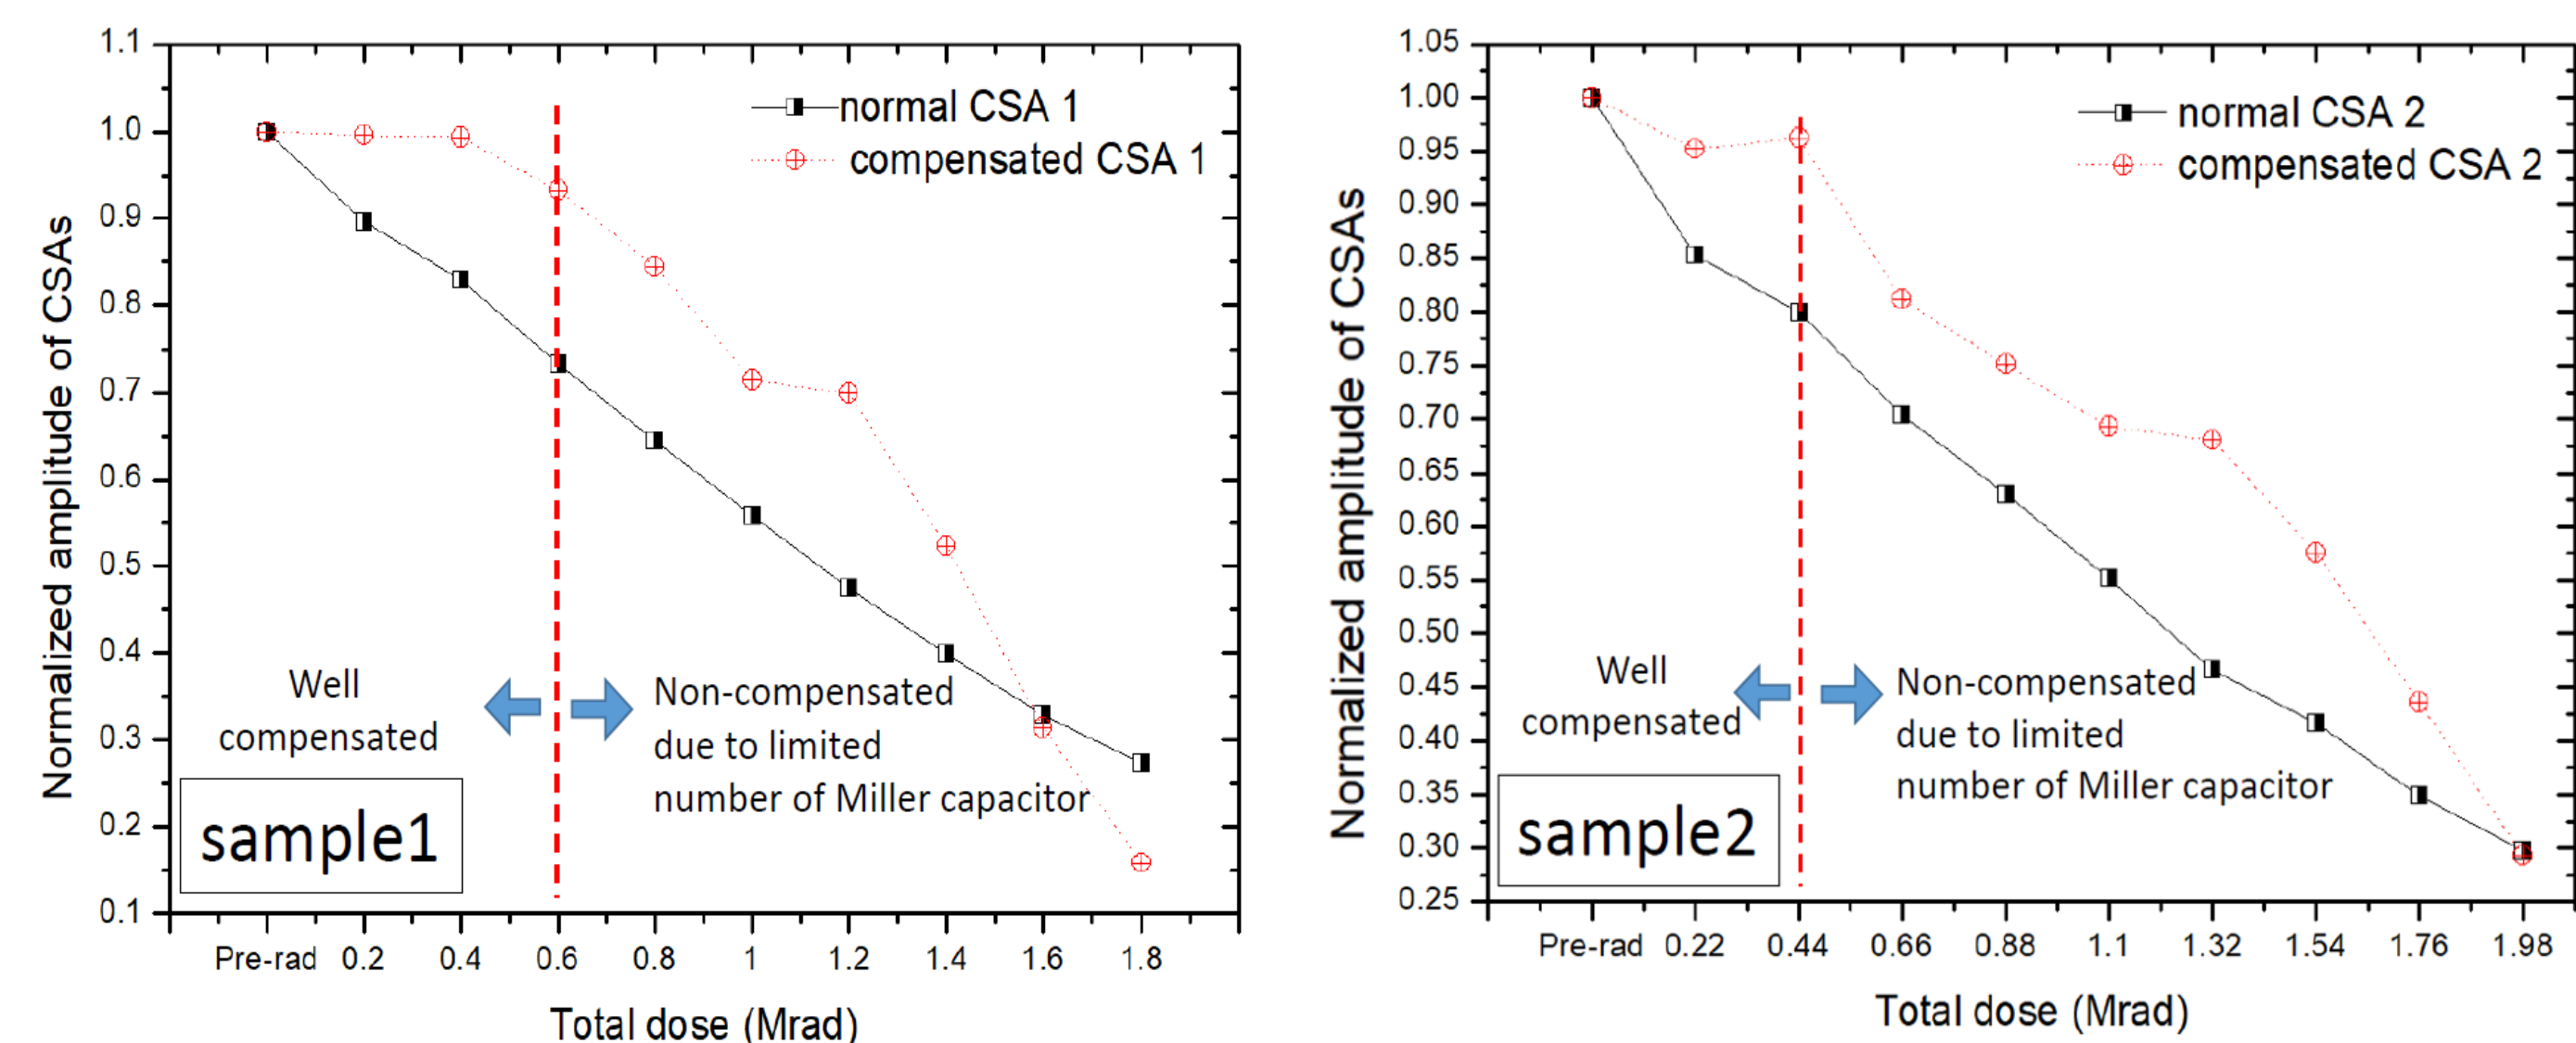 1.1
1.0
0.9
0.8
0.7
0.6
0.5
0.4
0.3
0.2
0.1
Normalized amplitude of CSAs
normal CSA 1
compensated CSA 1
Well
compensated
Non-compensated
due to limited
number of Miller capacitor
sample1
Pre-rad 0.2 0.4 0.6 0.8 1 1.2 1.4 1.6 1.8
Total dose (Mrad)
1.05
1.00
0.95
0.90
0.85
0.80
0.75
0.70
0.65
0.60
0.55
0.50
0.45
0.40
0.35
0.30
0.25
Normalized amplitude of CSAs
normal CSA 2
compensated CSA 2
Well
compensated
Non-compensated
due to limited
number of Miller capacitor
sample2
Pre-rad 0.22 0.44 0.66 0.88 1.1 1.32 1.54 1.76 1.98
Total dose (Mrad)